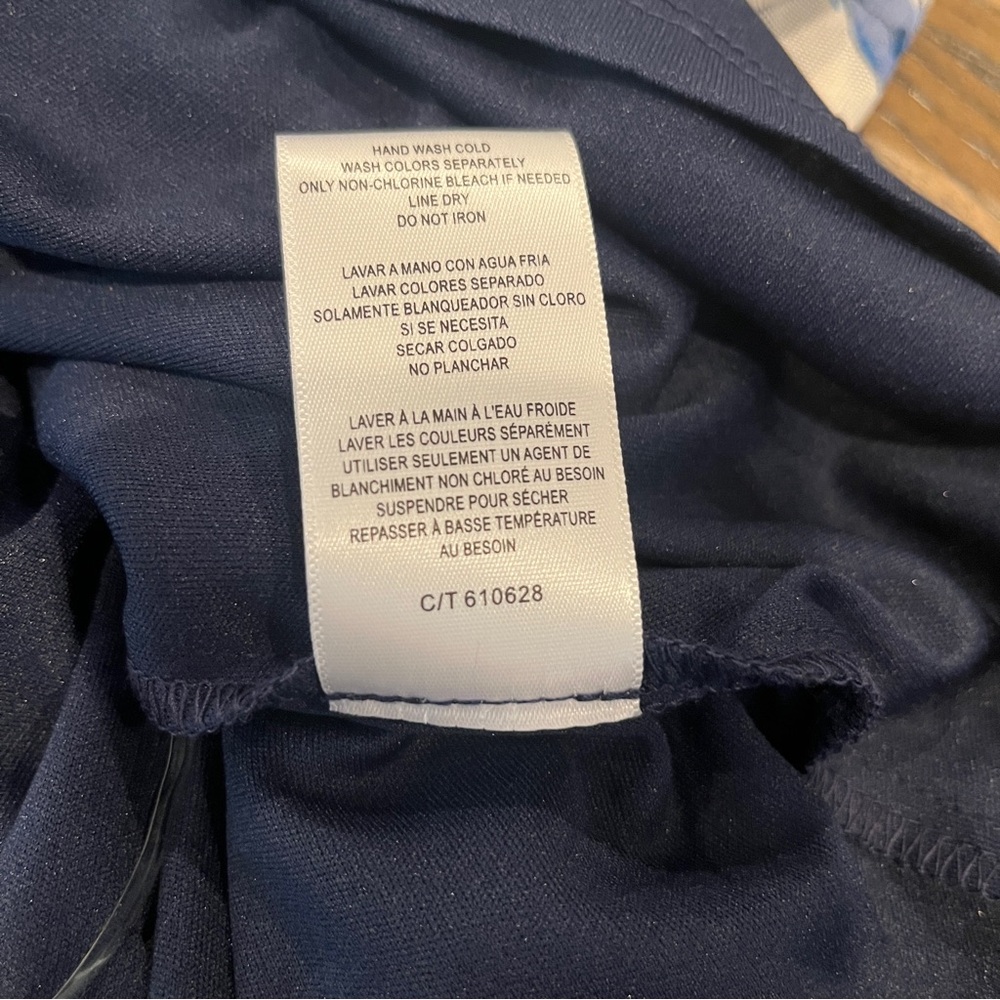 HAND WASH COLD
WASH COLORS SEPARATELY
ONLY NON-CHLORINE BLEACH IF NEEDED
LINE DRY
DO NOT IRON
LAVAR A MANO CON AGUA FRIA
LAVAR COLORES SEPARADO
SOLAMENTE BLANQUEADOR SIN CLORO
SI SE NECESITA
SECAR COLGADO
NO PLANCHAR
LAVER À LA MAIN À L'EAU FROIDE
LAVER LES COULEURS SÉPARÉMENT
UTILISER SEULEMENT UN AGENT DE
BLANCHIMENT NON CHLORÉ AU BESOIN
SUSPENDRE POUR SÉCHER
REPASSER À BASSE TEMPÉRATURE
AU BESOIN
C/T 610628